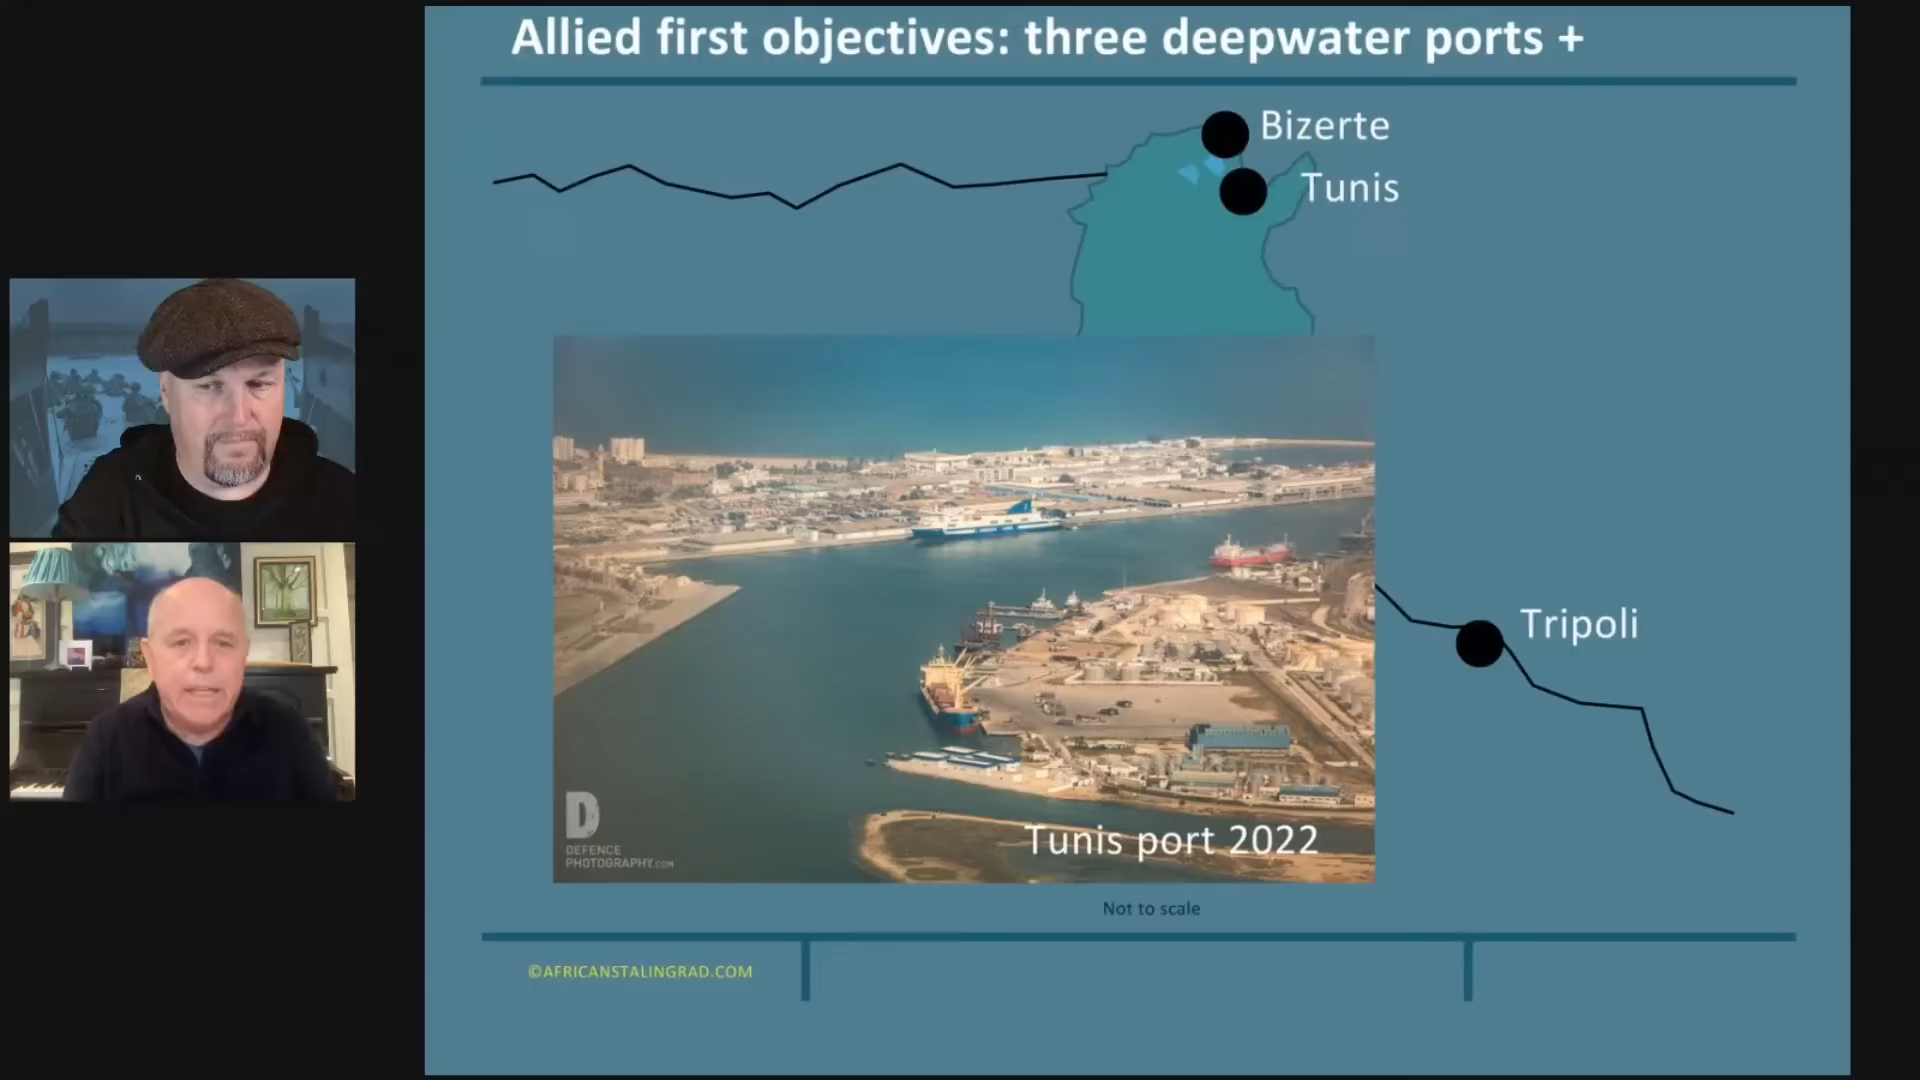 Allied first objectives: three deepwater ports +
Bizerte
Tunis
Tripoli
D
DEFENCE
PHOTOGRAPHY.COM
Tunis port 2022
Not to scale
©AFRICANSTALINGRAD.COM